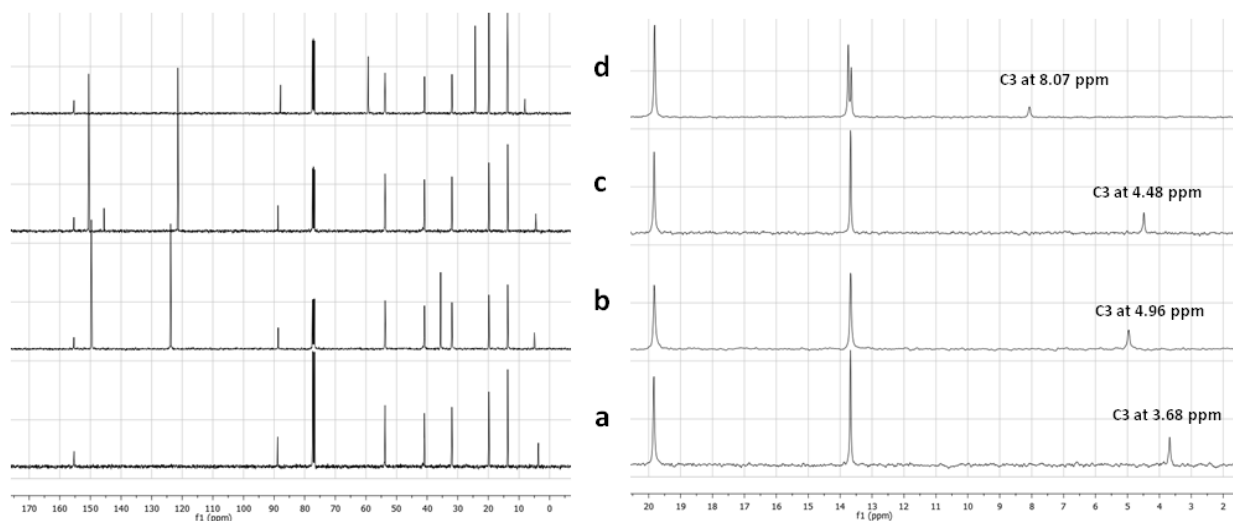 d
C3 at 8.07 ppm
c
C3 at 4.48 ppm
b
C3 at 4.96 ppm
a
C3 at 3.68 ppm
170 160 150 140 130 120 110 100 90 80 70 60 50 40 30 20 10 0
f1 (ppm)
20 19 18 17 16 15 14 13 12 11 10 9 8 7 6 5 4 3 2
f1 (ppm)